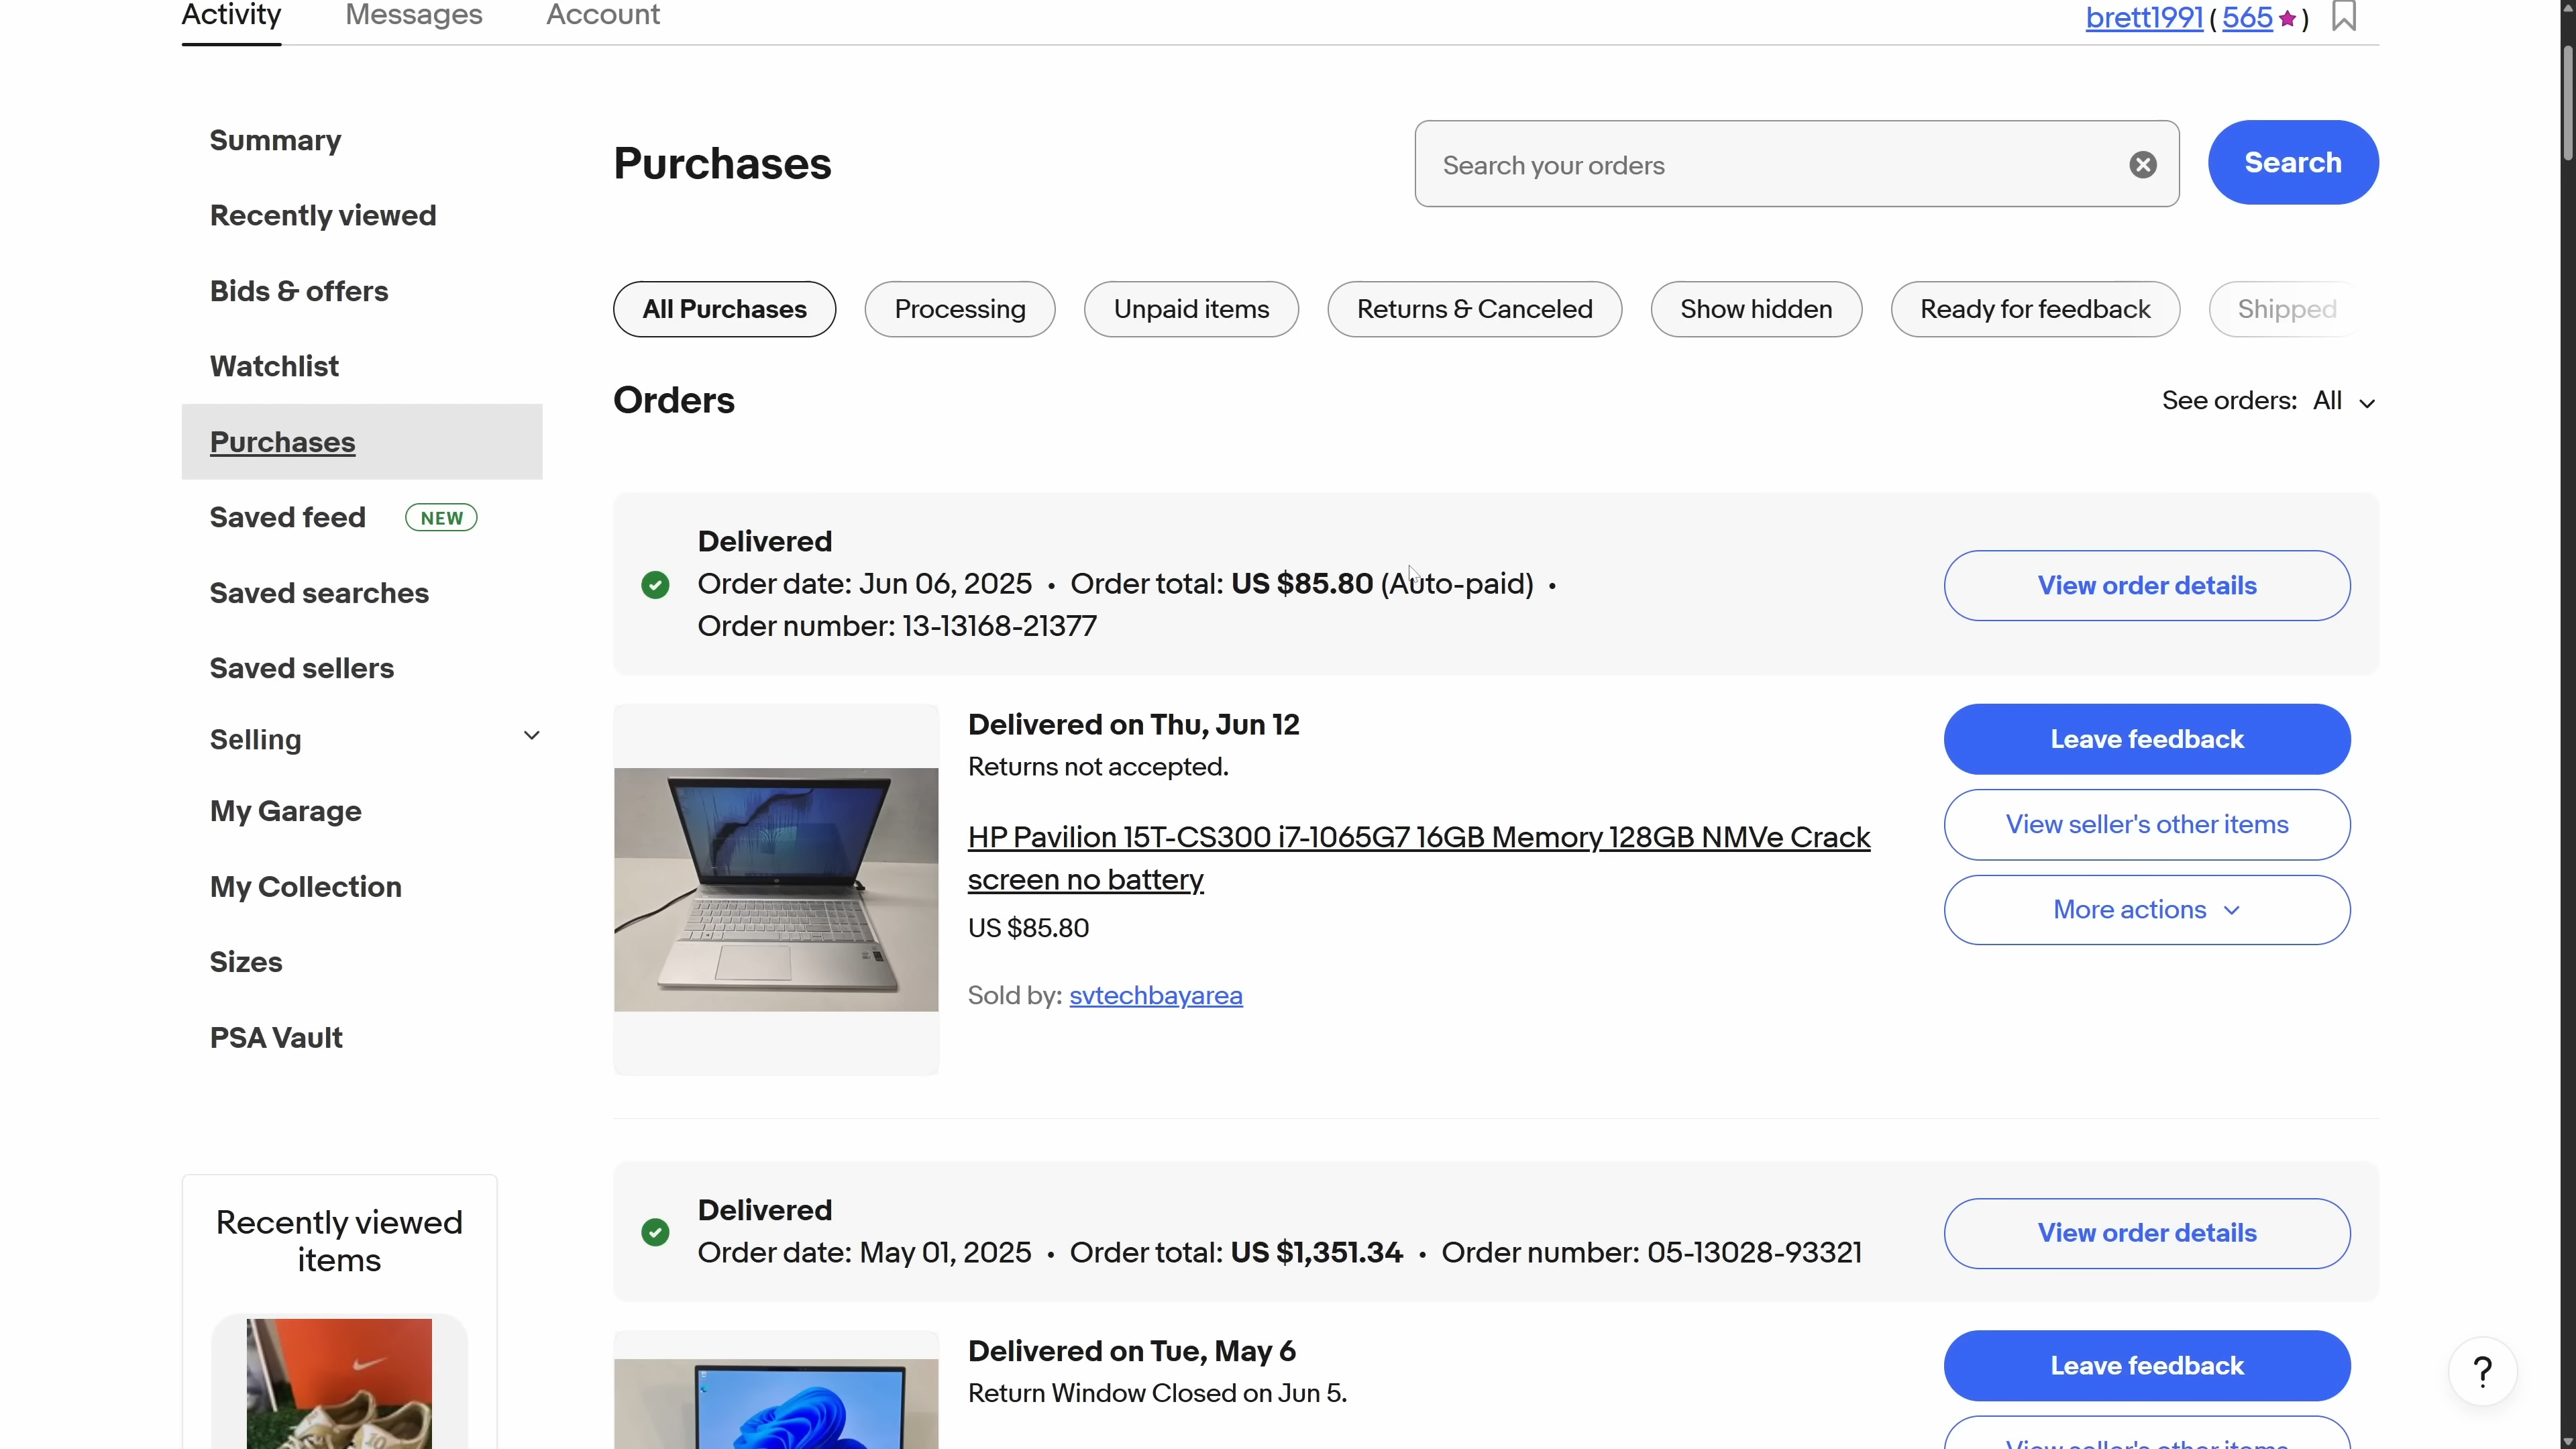 Activity
Messages
Account
brett1991 ( 565 ★ )
Summary
Recently viewed
Bids & offers
Watchlist
Purchases
Saved feed NEW
Saved searches
Saved sellers
Selling
My Garage
My Collection
Sizes
PSA Vault
Recently viewed
items
Purchases
Search your orders
Search
All Purchases
Processing
Unpaid items
Returns & Canceled
Show hidden
Ready for feedback
Shipped
Orders
See orders: All
Delivered
Order date: Jun 06, 2025 • Order total: US $85.80 (Auto-paid) •
Order number: 13-13168-21377
View order details
Delivered on Thu, Jun 12
Returns not accepted.
HP Pavilion 15T-CS300 i7-1065G7 16GB Memory 128GB NMVe Crack
screen no battery
US $85.80
Sold by: svtechbayarea
Leave feedback
View seller's other items
More actions
Delivered
Order date: May 01, 2025 • Order total: US $1,351.34 • Order number: 05-13028-93321
View order details
Delivered on Tue, May 6
Return Window Closed on Jun 5.
Leave feedback
View seller's other items
?